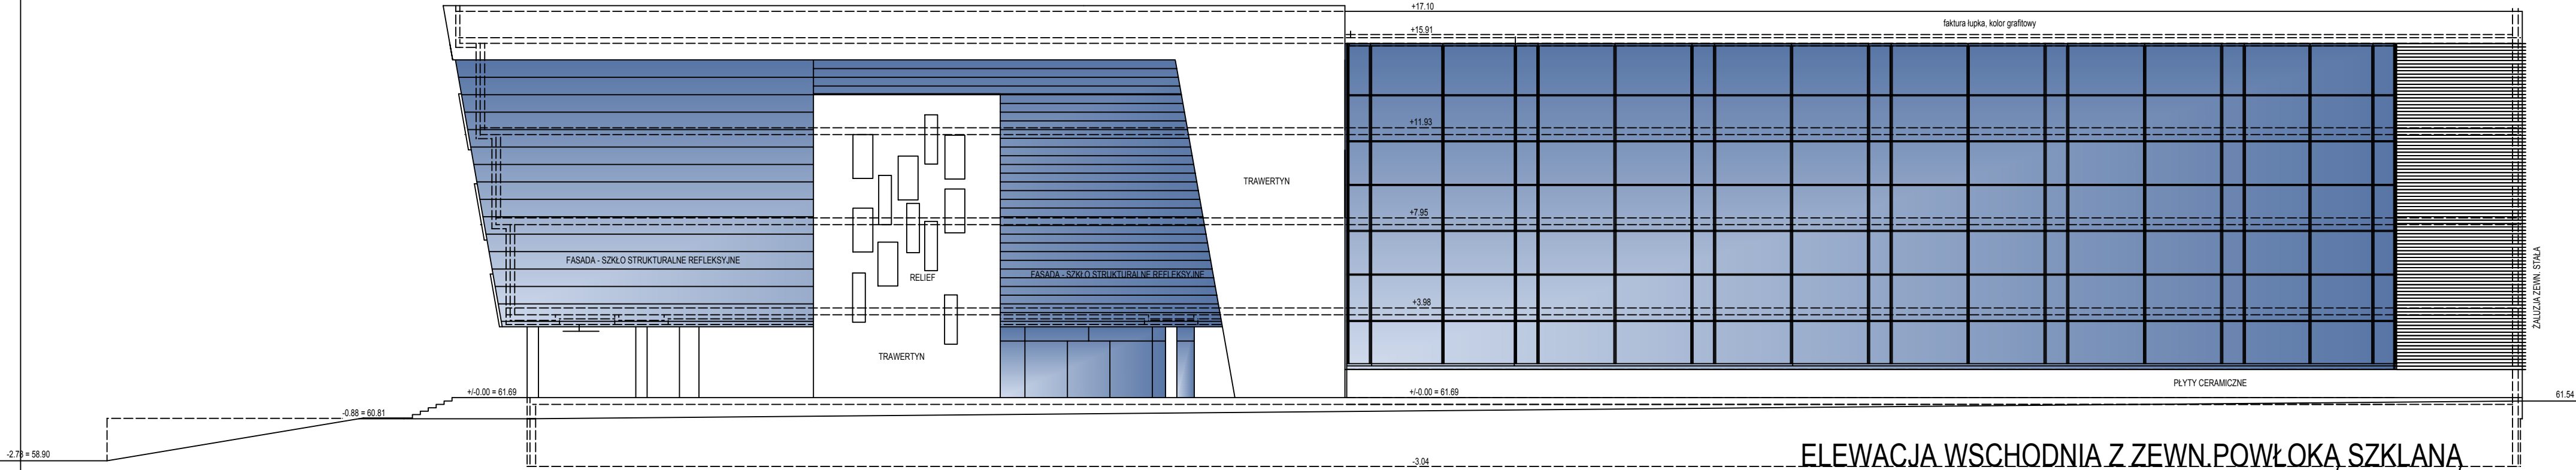 +17.10
faktura łupka, kolor grafitowy
+15.91
+11.93
TRAWERTYN
+7.95
FASADA - SZKŁO STRUKTURALNE REFLEKSYJNE
RELIEF
FASADA - SZKŁO STRUKTURALNE REFLEKSYJNE
ŻALUZJA ZEWN. STAŁA
+3.98
TRAWERTYN
PŁYTY CERAMICZNE
+/-0.00 = 61.69
+/-0.00 = 61.69
61.54
-0.88 = 60.81
-2.78 = 58.90
-3.04
ELEWACJA WSCHODNIA Z ZEWN.POWŁOKĄ SZKLANĄ